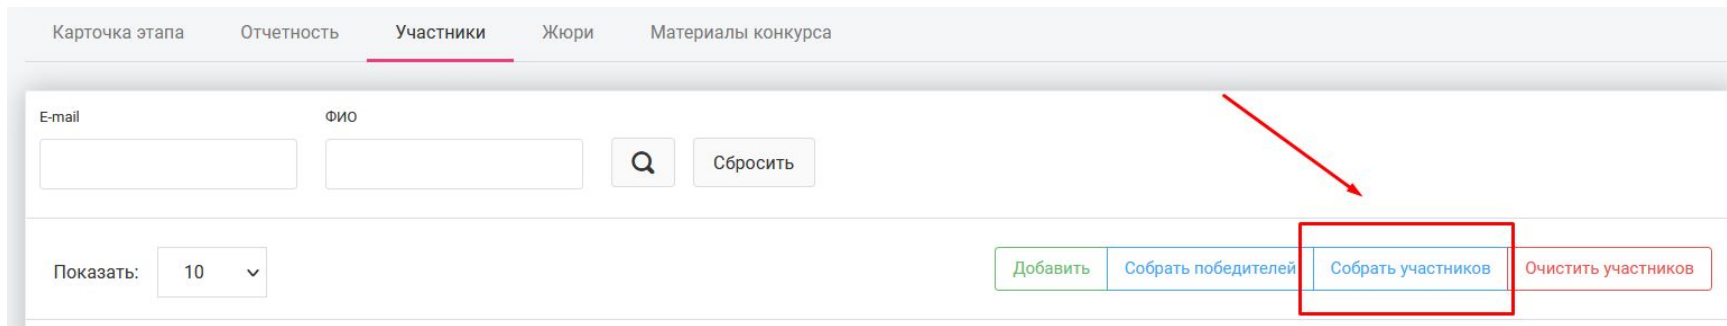 Карточка этапа Отчетность Участники Жюри Материалы конкурса
E-mail ФИО
Сбросить
Показать: 10 Добавить Собрать победителей Собрать участников Очистить участников